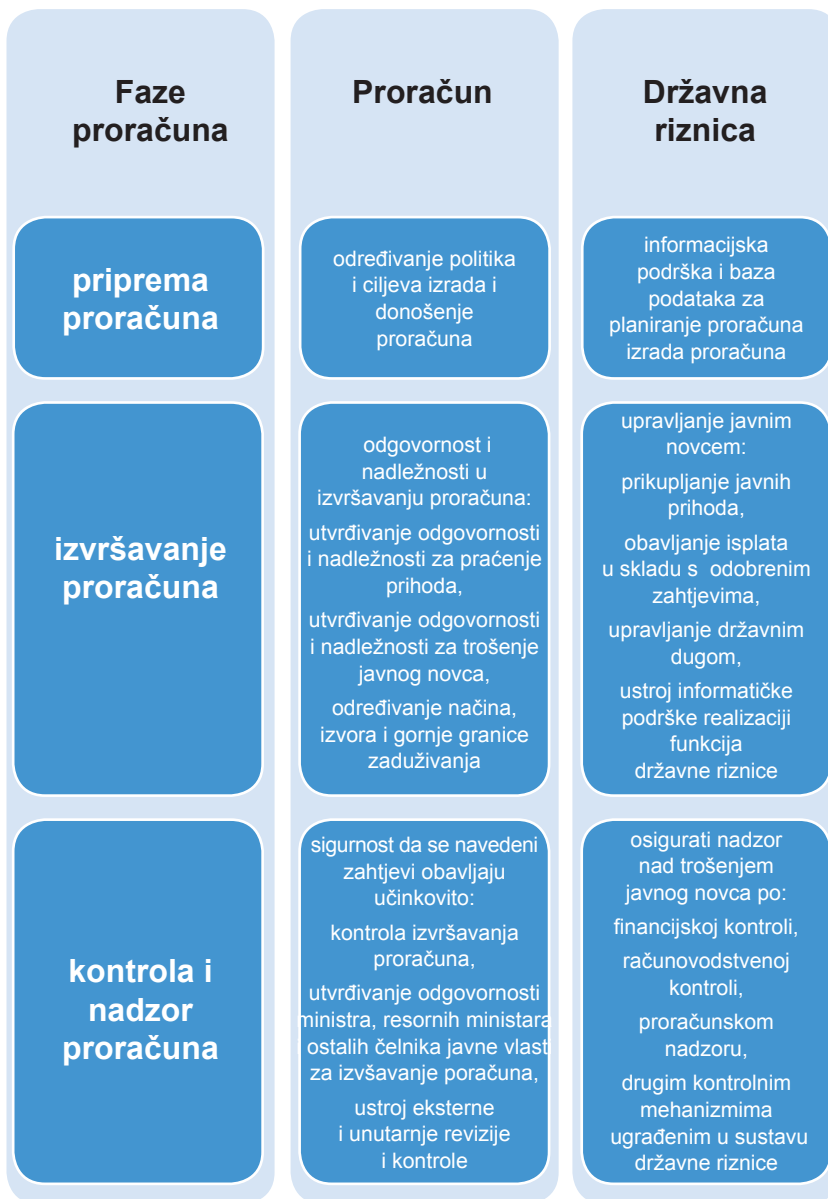 Faze
proračuna
Proračun
Državna
riznica
priprema
proračuna
određivanje politika
i ciljeva izrada i
donošenje
proračuna
informacijska
podrška i baza
podataka za
planiranje proračuna
izrada proračuna
izvršavanje
proračuna
odgovornost i
nadležnosti u
izvršavanju proračuna:
utvrđivanje odgovornosti
i nadležnosti za praćenje
prihoda,
utvrđivanje odgovornosti
i nadležnosti za trošenje
javnog novca,
određivanje načina,
izvora i gornje granice
zaduživanja
upravljanje javnim
novcem:
prikupljanje javnih
prihoda,
obavljanje isplata
u skladu s odobrenim
zahtjevima,
upravljanje državnim
dugom,
ustroj informatičke
podrške realizaciji
funkcija
državne riznice
kontrola i
nadzor
proračuna
sigurnost da se navedeni
zahtjevi obavljaju
učinkovito:
kontrola izvršavanja
proračuna,
utvrđivanje odgovornosti
ministra, resornih ministara
i ostalih čelnika javne vlasti
za izvšavanje poračuna,
ustroj eksterne
i unutarnje revizije
i kontrole
osigurati nadzor
nad trošenjem
javnog novca po:
financijskoj kontroli,
računovodstvenoj
kontroli,
proračunskom
nadzoru,
drugim kontrolnim
mehanizmima
ugrađenim u sustavu
državne riznice